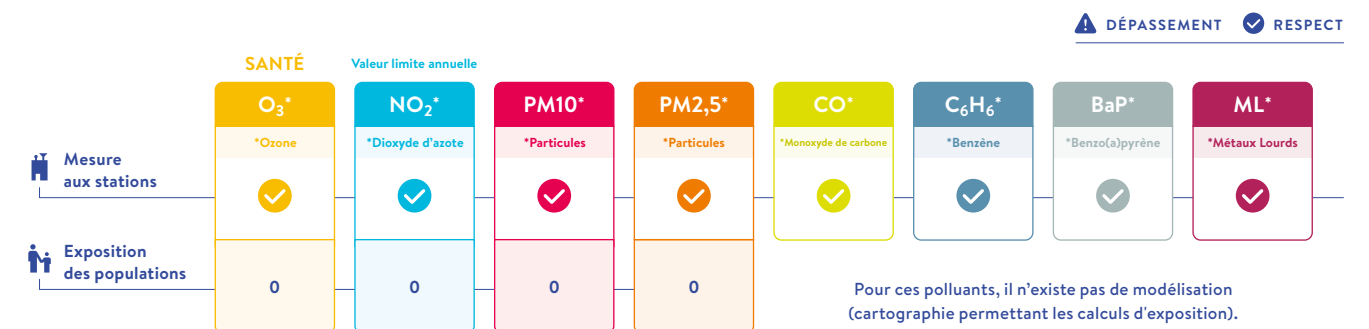 DÉPASSEMENT RESPECT
SANTÉ Valeur limite annuelle
O₃* NO₂* PM10* PM2,5* CO* C₆H₆* BaP* ML*
*Ozone *Dioxyde d'azote *Particules *Particules *Monoxyde de carbone *Benzène *Benzo(a)pyrène *Métaux Lourds
Mesure
aux stations
Exposition
des populations
0 0 0 0
Pour ces polluants, il n'existe pas de modélisation
(cartographie permettant les calculs d'exposition).